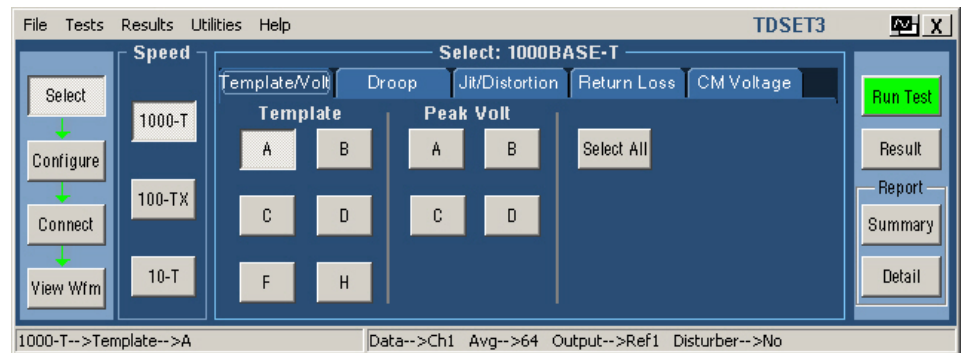 File Tests Results Utilities Help TDSET3 X
Speed Select: 1000BASE-T
Template/Volt Droop Jit/Distortion Return Loss CM Voltage
Select Run Test
Template Peak Volt
1000-T
A B A B Select All Result
Configure
Report
100-TX
C D C D
Connect Summary
10-T F H Detail
View Wfm
1000-T-->Template-->A Data-->Ch1 Avg-->64 Output-->Ref1 Disturber-->No